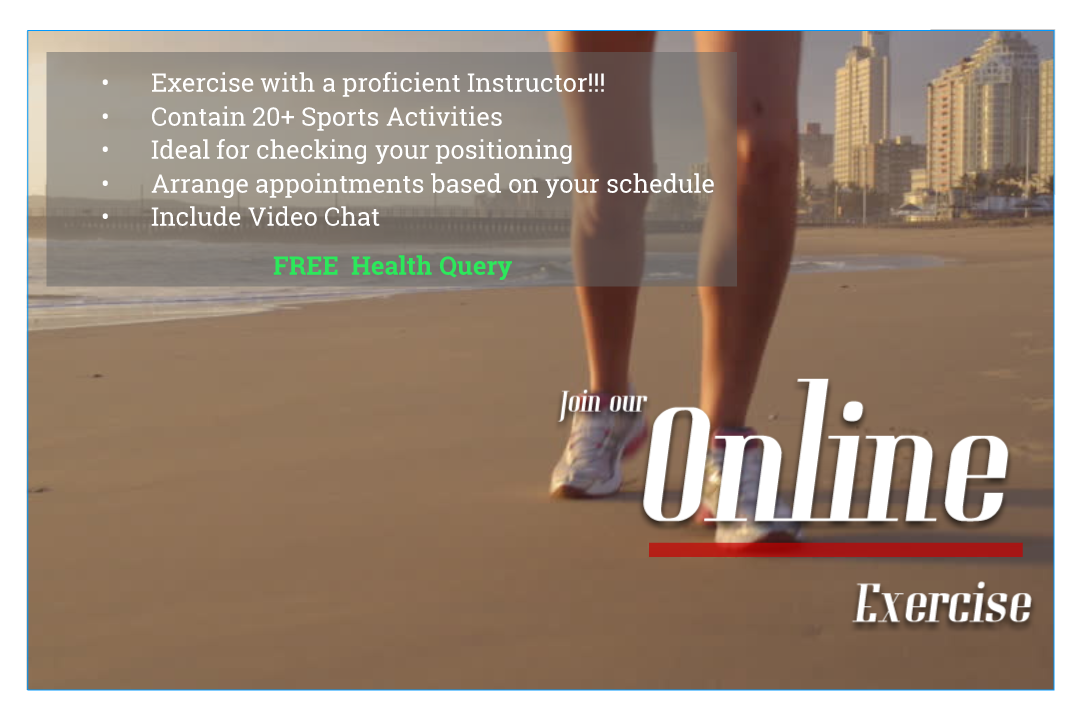 • Exercise with a proficient Instructor!!!
• Contain 20+ Sports Activities
• Ideal for checking your positioning
• Arrange appointments based on your schedule
• Include Video Chat
FREE Health Query
Join our
Online
Exercise